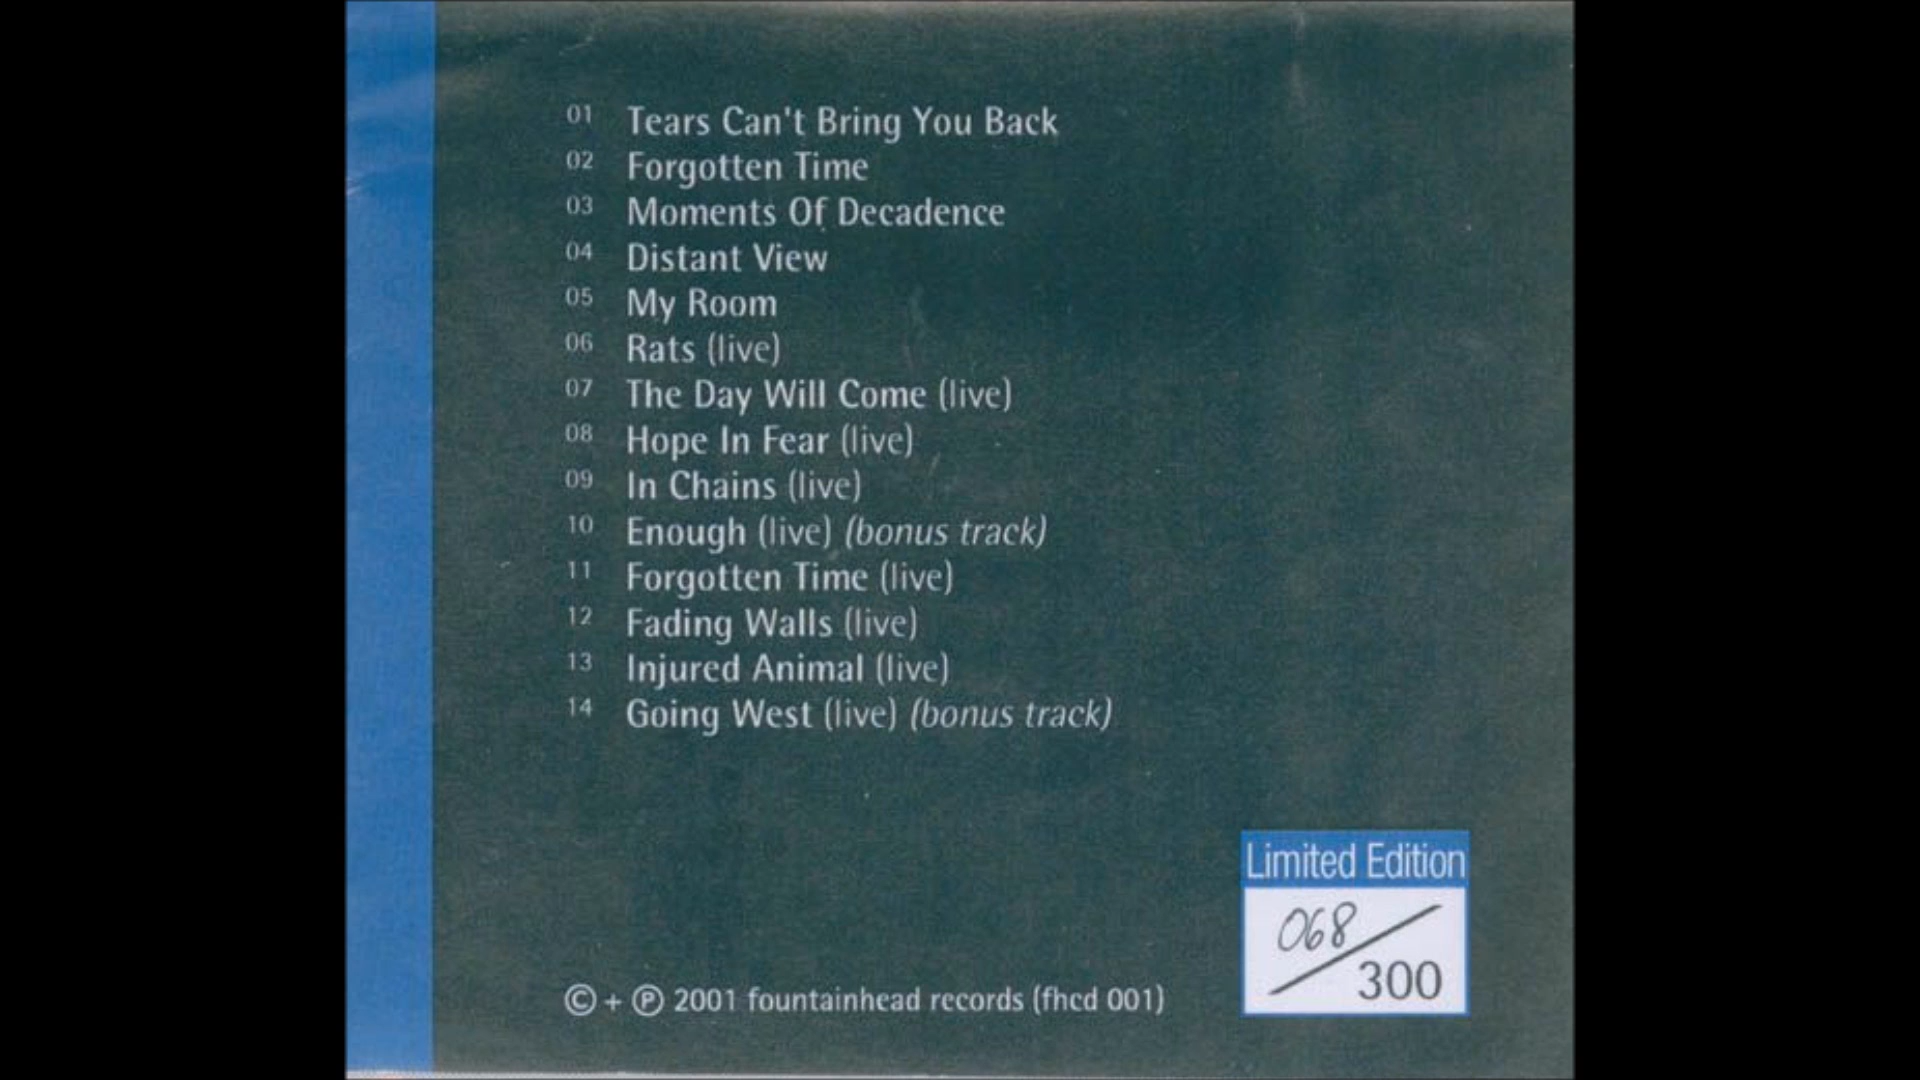 01 Tears Can't Bring You Back
02 Forgotten Time
03 Moments Of Decadence
04 Distant View
05 My Room
06 Rats (live)
07 The Day Will Come (live)
08 Hope In Fear (live)
09 In Chains (live)
10 Enough (live) (bonus track)
11 Forgotten Time (live)
12 Fading Walls (live)
13 Injured Animal (live)
14 Going West (live) (bonus track)
Limited Edition
068/300
© + ℗ 2001 fountainhead records (fhcd 001)